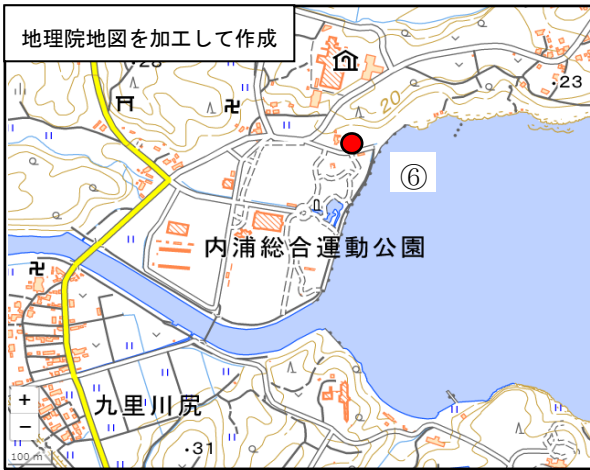 地理院地図を加工して作成
28
20
・23
⑥
内浦総合運動公園
九里川尻
+
−
・31
100 m